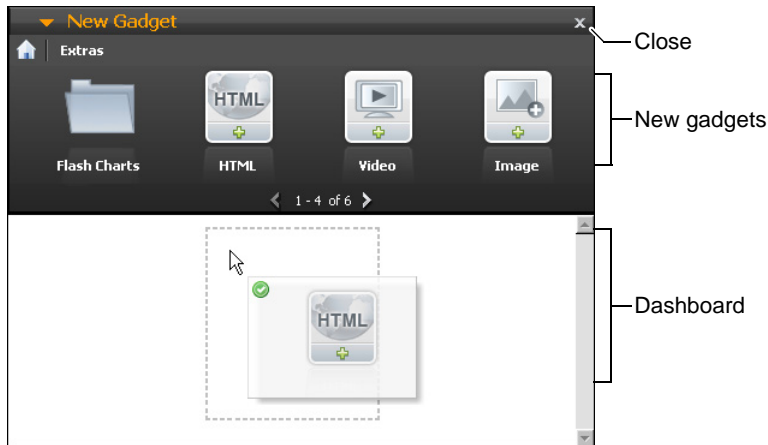 New Gadget
x
Close
Extras
HTML
New gadgets
Flash Charts
HTML
Video
Image
1 - 4 of 6
HTML
Dashboard